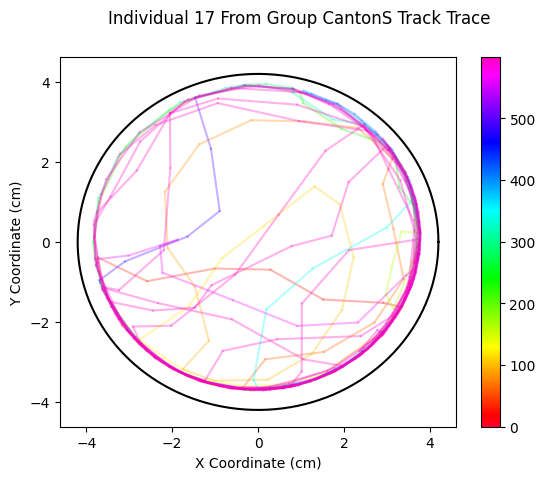 Individual 17 From Group CantonS Track Trace
4
2
0
−2
−4
Y Coordinate (cm)
−4 −2 0 2 4
X Coordinate (cm)
500
400
300
200
100
0